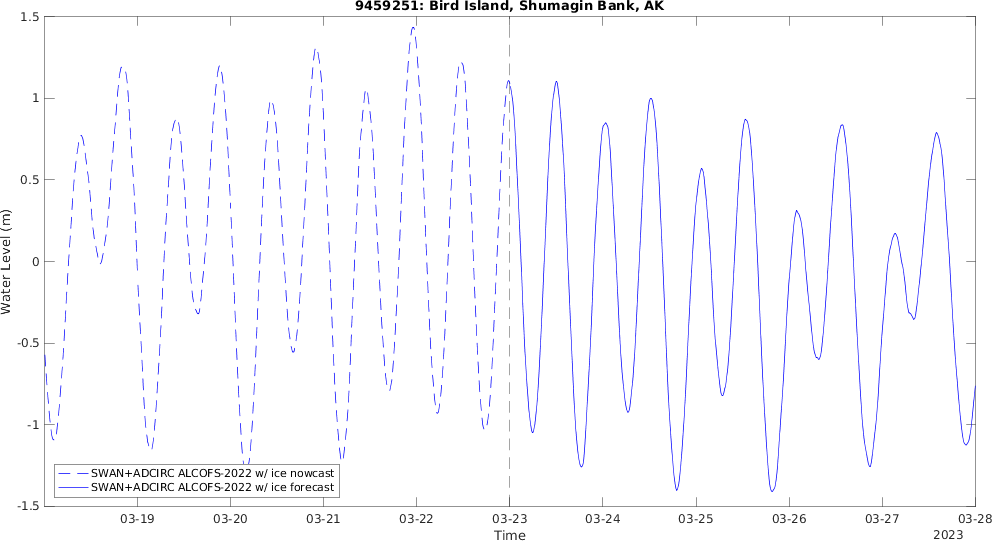 9459251: Bird Island, Shumagin Bank, AK
Water Level (m)
1.5
1
0.5
0
-0.5
-1
-1.5
SWAN+ADCIRC ALCOFS-2022 w/ ice nowcast
SWAN+ADCIRC ALCOFS-2022 w/ ice forecast
03-19 03-20 03-21 03-22 03-23 03-24 03-25 03-26 03-27 03-28
Time
2023